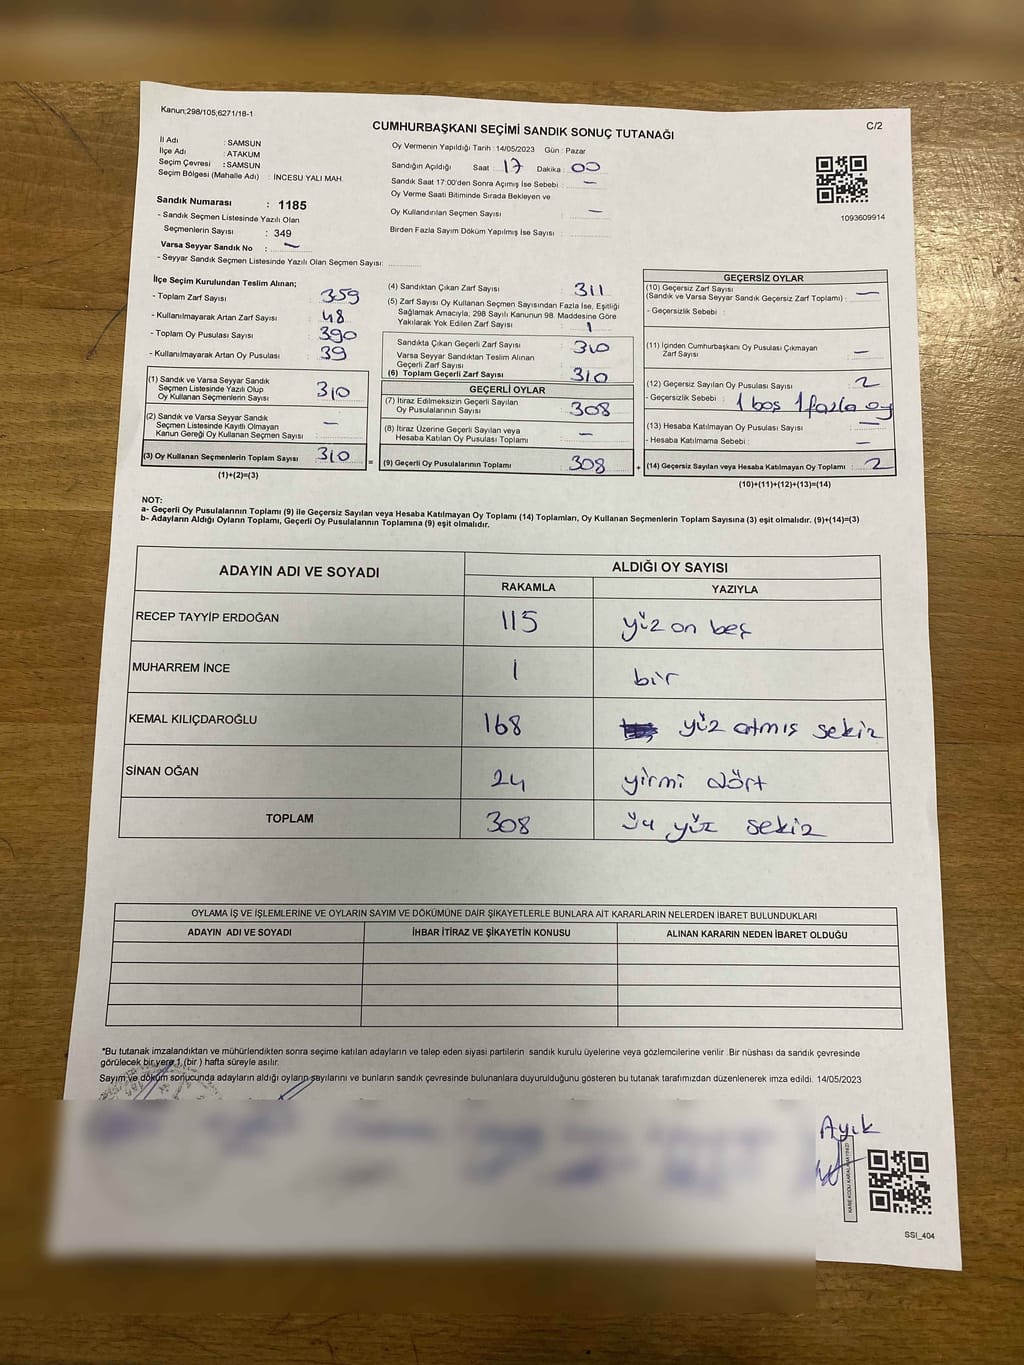 Kanun;298/105,6271/18-1
C/2
CUMHURBAŞKANI SEÇİMİ SANDIK SONUÇ TUTANAĞI
İl Adı : SAMSUN
İlçe Adı : ATAKUM
Seçim Çevresi : SAMSUN
Seçim Bölgesi (Mahalle Adı) : İNCESU YALI MAH.
Oy Vermenin Yapıldığı Tarih : 14/05/2023 Gün : Pazar
Sandığın Açıldığı Saat : 17 Dakika : 00
Sandık Saat 17:00'den Sonra Açımış İse Sebebi : —
Oy Verme Saati Bitiminde Sırada Bekleyen ve
Oy Kullandırılan Seçmen Sayısı : —
Birden Fazla Sayım Döküm Yapılmış İse Sayısı :
1093609914
Sandık Numarası : 1185
- Sandık Seçmen Listesinde Yazılı Olan
Seçmenlerin Sayısı : 349
Varsa Seyyar Sandık No : —
- Seyyar Sandık Seçmen Listesinde Yazılı Olan Seçmen Sayısı:
İlçe Seçim Kurulundan Teslim Alınan;
- Toplam Zarf Sayısı : 359
- Kullanılmayarak Artan Zarf Sayısı : 48
- Toplam Oy Pusulası Sayısı : 390
- Kullanılmayarak Artan Oy Pusulası : 39
(1) Sandık ve Varsa Seyyar Sandık
Seçmen Listesinde Yazılı Olup
Oy Kullanan Seçmenlerin Sayısı : 310
(2) Sandık ve Varsa Seyyar Sandık
Seçmen Listesinde Kayıtlı Olmayan
Kanun Gereği Oy Kullanan Seçmen Sayısı : —
(3) Oy Kullanan Seçmenlerin Toplam Sayısı : 310
(1)+(2)=(3)
(4) Sandıktan Çıkan Zarf Sayısı : 311
(5) Zarf Sayısı Oy Kullanan Seçmen Sayısından Fazla İse, Eşitliği
Sağlamak Amacıyla, 298 Sayılı Kanunun 98. Maddesine Göre
Yakılarak Yok Edilen Zarf Sayısı : 1
Sandıkta Çıkan Geçerli Zarf Sayısı : 310
Varsa Seyyar Sandıktan Teslim Alınan
Geçerli Zarf Sayısı :
(6) Toplam Geçerli Zarf Sayısı : 310
GEÇERLİ OYLAR
(7) İtiraz Edilmeksizin Geçerli Sayılan
Oy Pusulalarının Sayısı : 308
(8) İtiraz Üzerine Geçerli Sayılan veya
Hesaba Katılan Oy Pusulası Toplamı : —
= (9) Geçerli Oy Pusulalarının Toplamı : 308
GEÇERSİZ OYLAR
(10) Geçersiz Zarf Sayısı
(Sandık ve Varsa Seyyar Sandık Geçersiz Zarf Toplamı) : —
- Geçersizlik Sebebi :
(11) İçinden Cumhurbaşkanı Oy Pusulası Çıkmayan
Zarf Sayısı : —
(12) Geçersiz Sayılan Oy Pusulası Sayısı : 2
- Geçersizlik Sebebi : 1 boş 1 fazla oy
(13) Hesaba Katılmayan Oy Pusulası Sayısı : —
- Hesaba Katılmama Sebebi : —
+ (14) Geçersiz Sayılan veya Hesaba Katılmayan Oy Toplamı : 2
(10)+(11)+(12)+(13)=(14)
NOT:
a- Geçerli Oy Pusulalarının Toplamı (9) ile Geçersiz Sayılan veya Hesaba Katılmayan Oy Toplamı (14) Toplamları, Oy Kullanan Seçmenlerin Toplam Sayısına (3) eşit olmalıdır. (9)+(14)=(3)
b- Adayların Aldığı Oyların Toplamı, Geçerli Oy Pusulalarının Toplamına (9) eşit olmalıdır.
ADAYIN ADI VE SOYADI
ALDIĞI OY SAYISI
RAKAMLA YAZIYLA
RECEP TAYYİP ERDOĞAN 115 yüz on beş
MUHARREM İNCE 1 bir
KEMAL KILIÇDAROĞLU 168 yüz atmış sekiz
SİNAN OĞAN 24 yirmi dört
TOPLAM 308 üç yüz sekiz
OYLAMA İŞ VE İŞLEMLERİNE VE OYLARIN SAYIM VE DÖKÜMÜNE DAİR ŞİKAYETLERLE BUNLARA AİT KARARLARIN NELERDEN İBARET BULUNDUKLARI
ADAYIN ADI VE SOYADI İHBAR İTİRAZ VE ŞİKAYETİN KONUSU ALINAN KARARIN NEDEN İBARET OLDUĞU
*Bu tutanak imzalandıktan ve mühürlendikten sonra seçime katılan adayların ve talep eden siyasi partilerin sandık kurulu üyelerine veya gözlemcilerine verilir .Bir nüshası da sandık çevresinde
görülecek bir yere 1 (bir ) hafta süreyle asılır.
Sayım ve döküm sonucunda adayların aldığı oyların sayılarını ve bunların sandık çevresinde bulunanlara duyurulduğunu gösteren bu tutanak tarafımızdan düzenlenerek imza edildi. 14/05/2023
Ayık
SSI_404